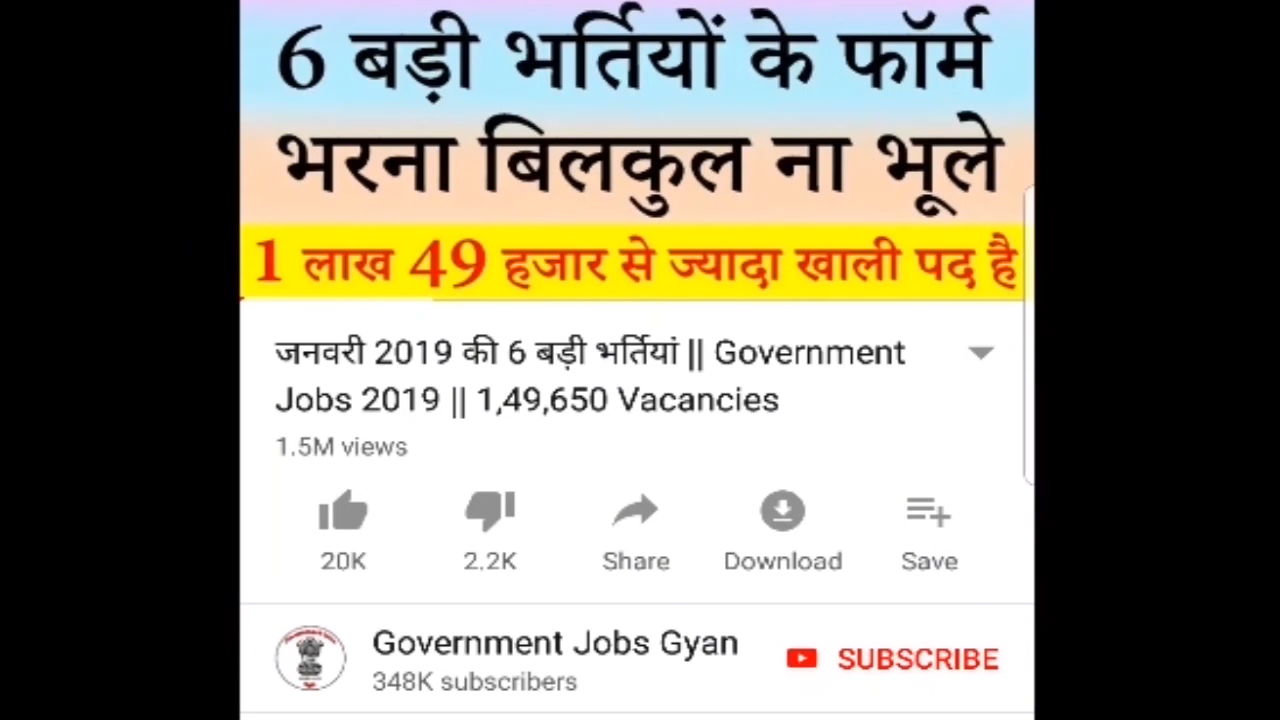 6 बड़ी भर्तियों के फॉर्म
भरना बिलकुल ना भूले
1 लाख 49 हजार से ज्यादा खाली पद है
जनवरी 2019 की 6 बड़ी भर्तियां || Government
Jobs 2019 || 1,49,650 Vacancies
1.5M views
20K 2.2K Share Download Save
Government Jobs Gyan
348K subscribers
SUBSCRIBE